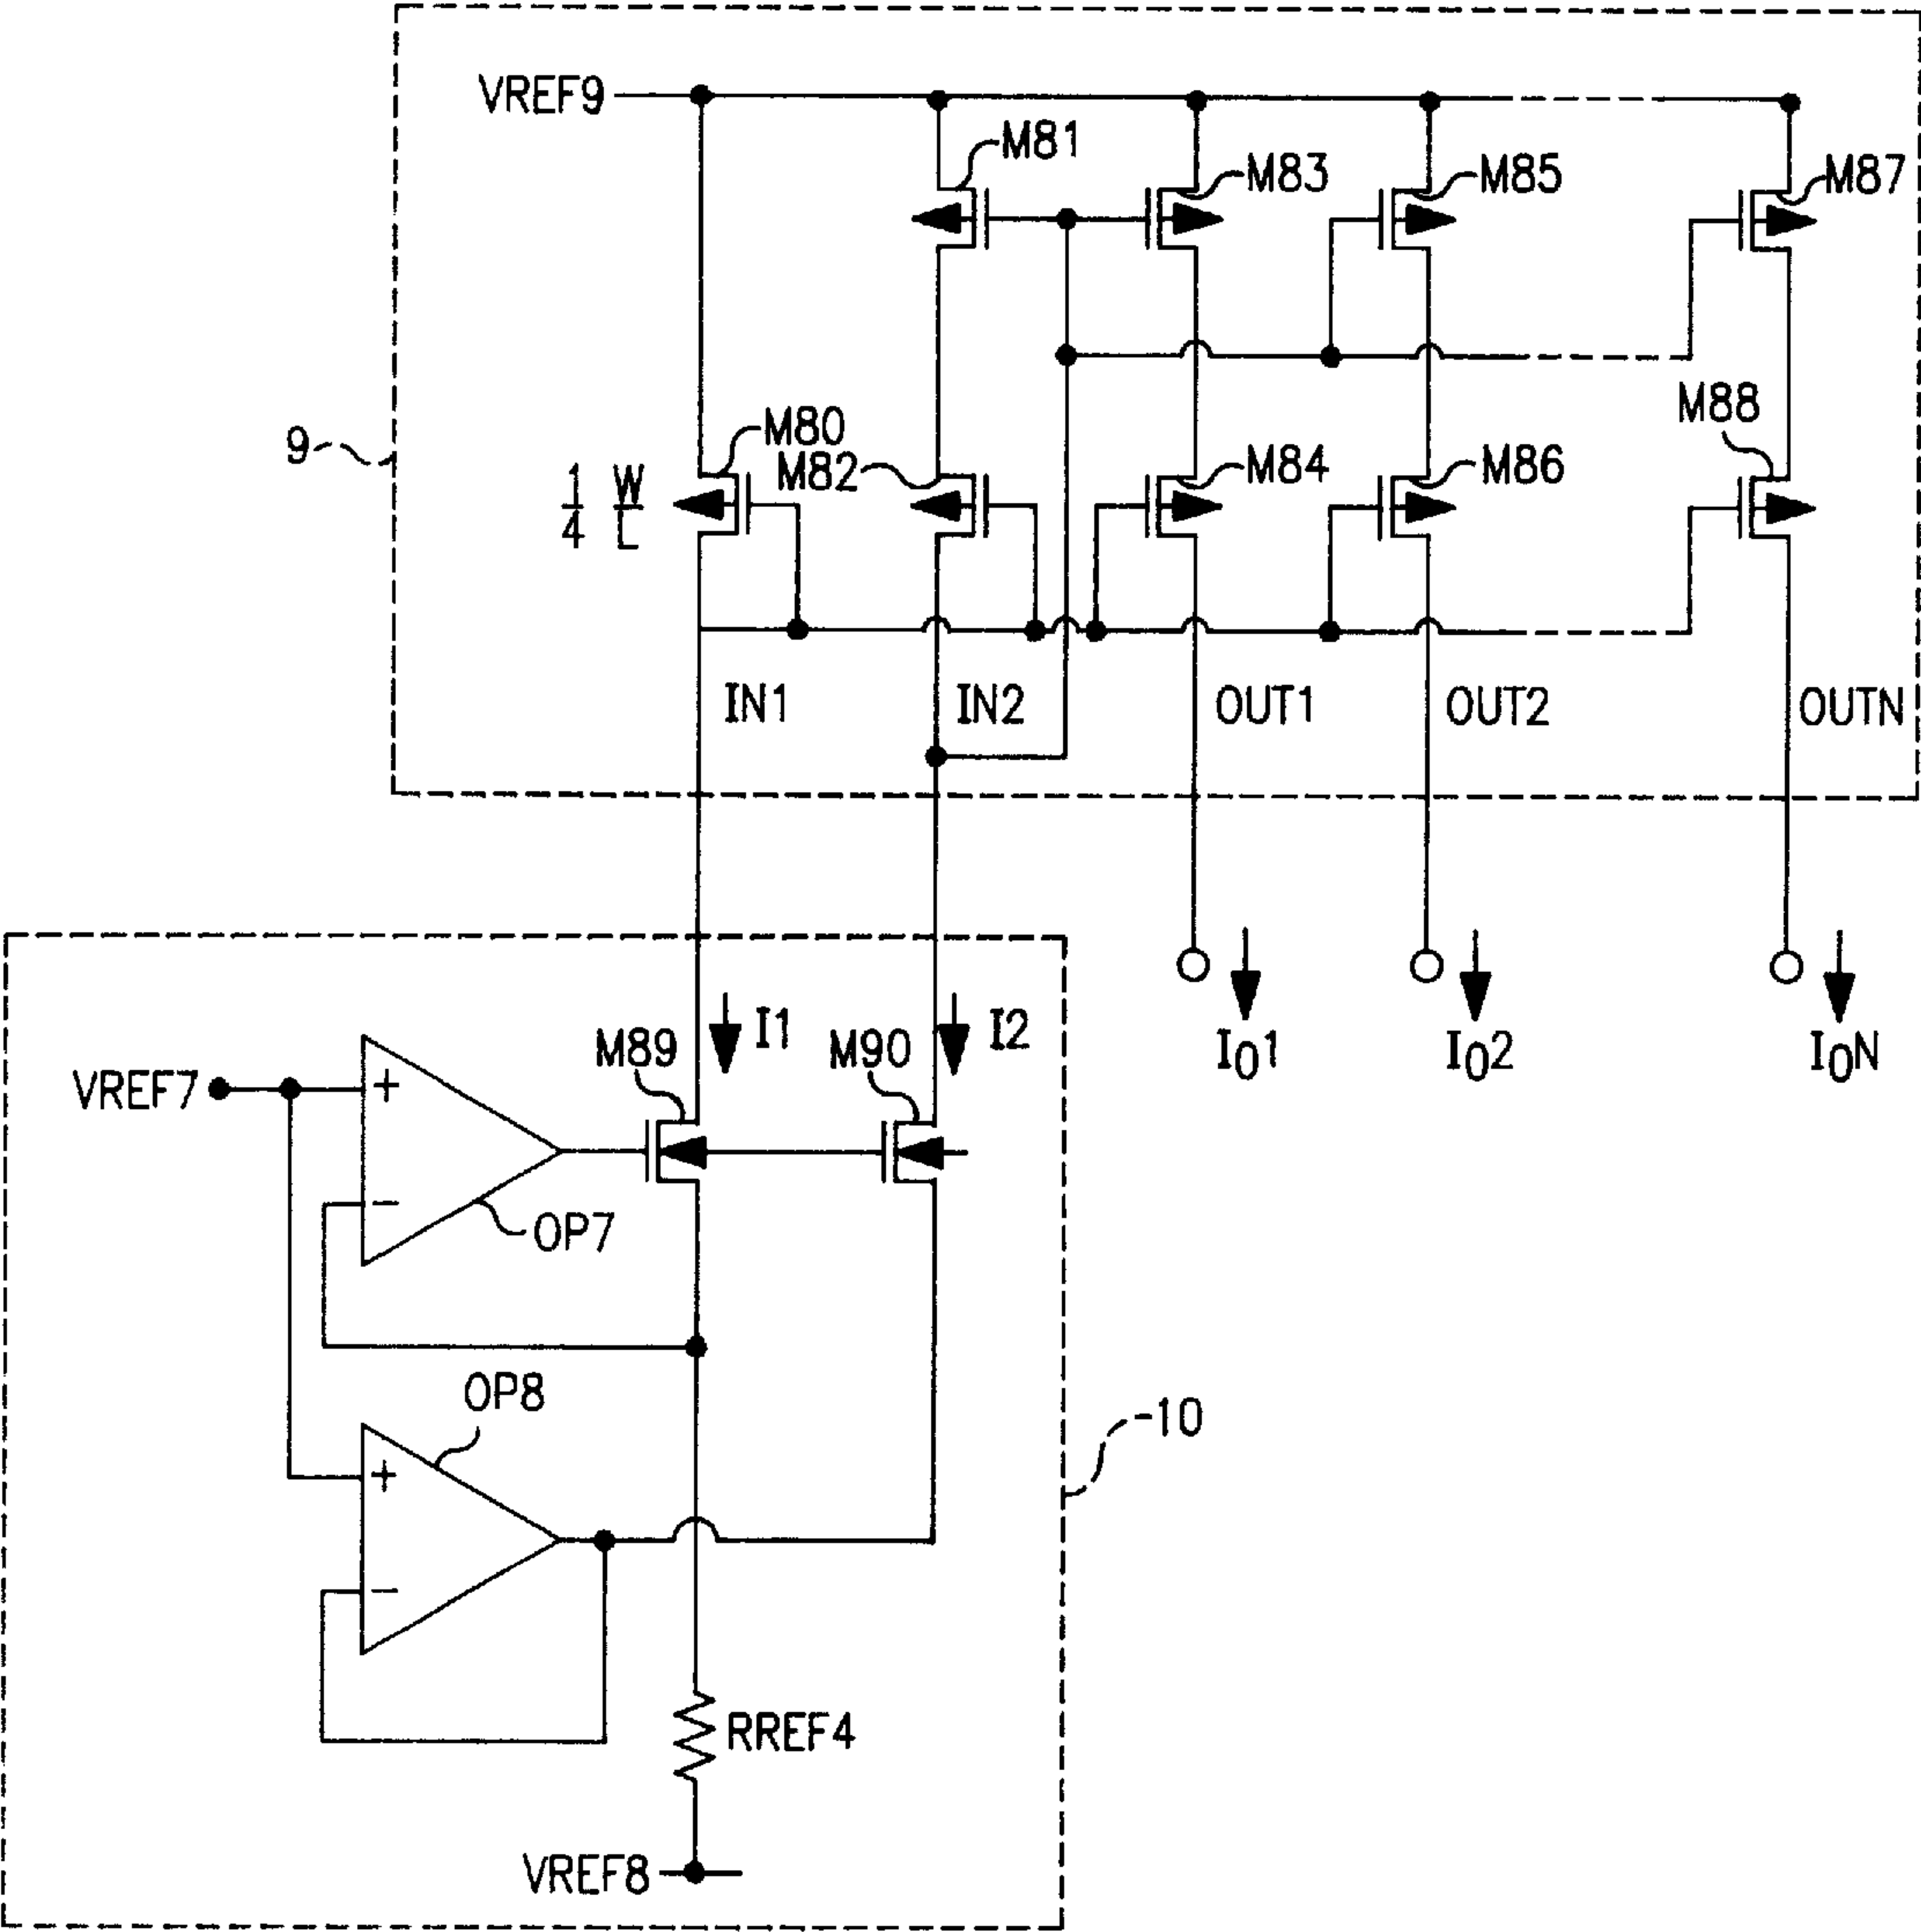 VREF9
M81
M83
M85
M87
9
M80
M82
M84
M86
M88
1 W
4 L
IN1
IN2
OUT1
OUT2
OUTN
I1
I2
M89
M90
IO1
IO2
ION
VREF7
+
−
OP7
OP8
+
−
10
RREF4
VREF8